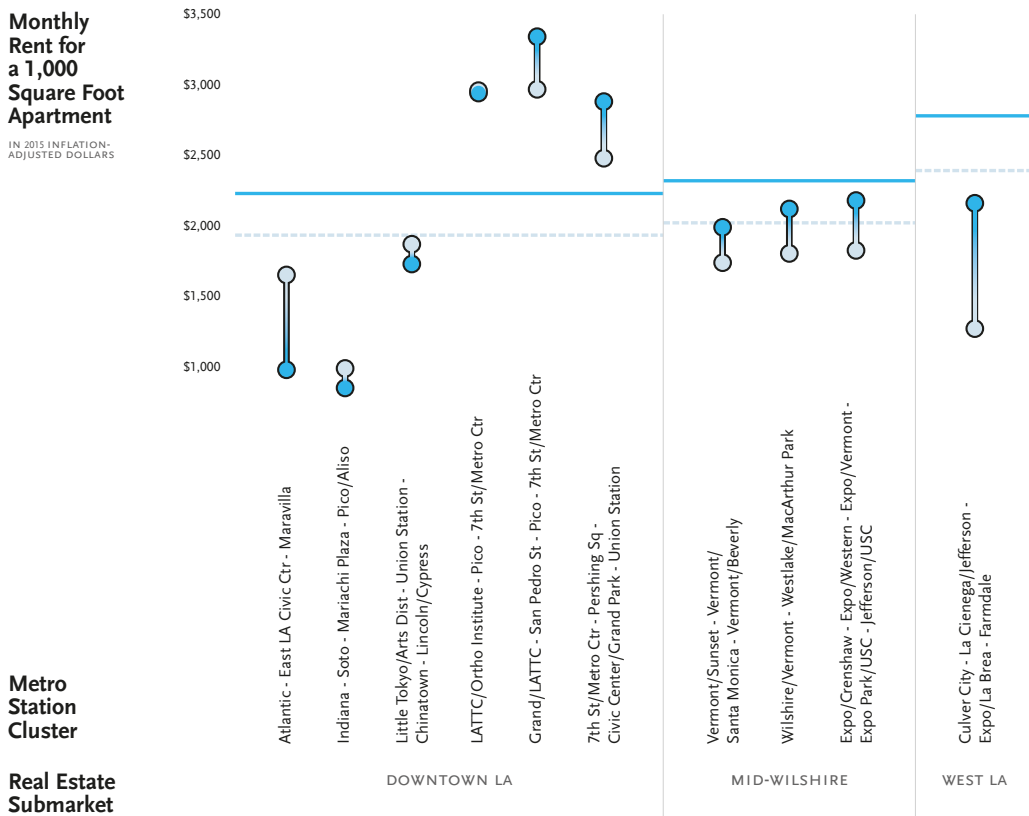 Monthly
Rent for
a 1,000
Square Foot
Apartment
IN 2015 INFLATION-
ADJUSTED DOLLARS
$3,500
$3,000
$2,500
$2,000
$1,500
$1,000
Metro
Station
Cluster
Atlantic - East LA Civic Ctr - Maravilla
Indiana - Soto - Mariachi Plaza - Pico/Aliso
Little Tokyo/Arts Dist - Union Station -
Chinatown - Lincoln/Cypress
LATTC/Ortho Institute - Pico - 7th St/Metro Ctr
Grand/LATTC - San Pedro St - Pico - 7th St/Metro Ctr
7th St/Metro Ctr - Pershing Sq -
Civic Center/Grand Park - Union Station
Vermont/Sunset - Vermont/
Santa Monica - Vermont/Beverly
Wilshire/Vermont - Westlake/MacArthur Park
Expo/Crenshaw - Expo/Western - Expo/Vermont -
Expo Park/USC - Jefferson/USC
Culver City - La Cienega/Jefferson -
Expo/La Brea - Farmdale
Real Estate
Submarket
DOWNTOWN LA
MID-WILSHIRE
WEST LA